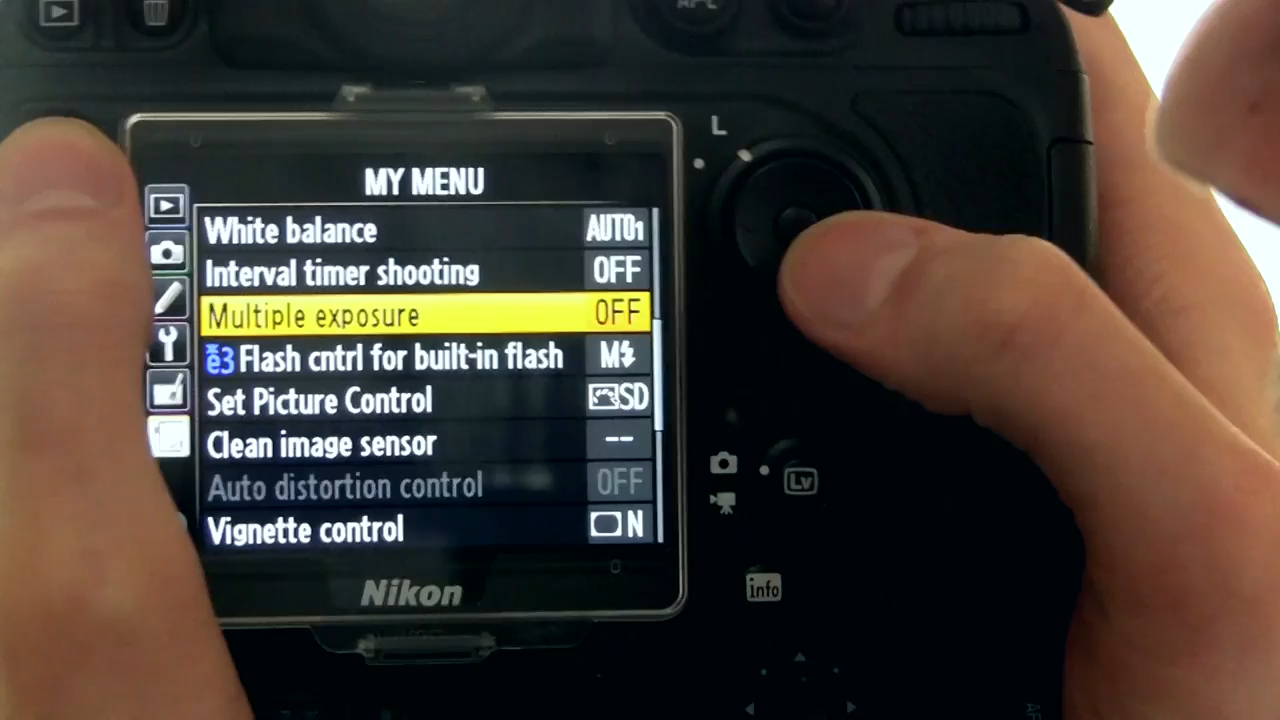 L
MY MENU
White balance AUTO1
Interval timer shooting OFF
Multiple exposure OFF
e3 Flash cntrl for built-in flash M
Set Picture Control SD
Clean image sensor --
Auto distortion control OFF
Vignette control N
Lv
Nikon
info